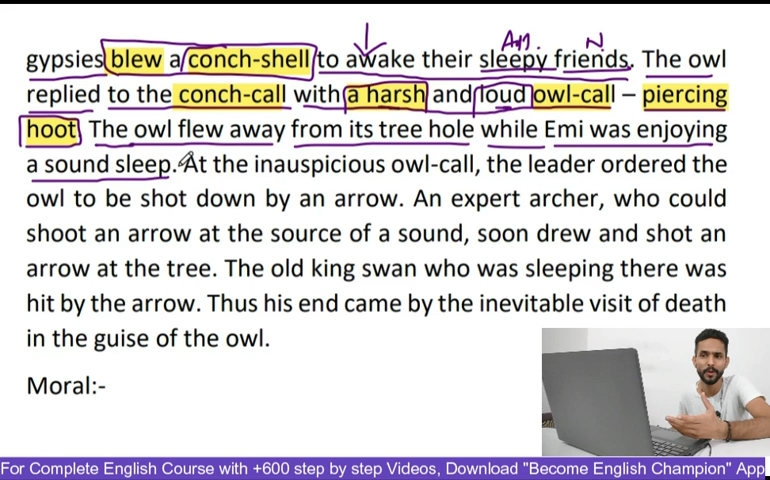 Adj. N
gypsies blew a conch-shell to awake their sleepy friends. The owl
replied to the conch-call with a harsh and loud owl-call – piercing
hoot. The owl flew away from its tree hole while Emi was enjoying
a sound sleep. At the inauspicious owl-call, the leader ordered the
owl to be shot down by an arrow. An expert archer, who could
shoot an arrow at the source of a sound, soon drew and shot an
arrow at the tree. The old king swan who was sleeping there was
hit by the arrow. Thus his end came by the inevitable visit of death
in the guise of the owl.
Moral:-
For Complete English Course with +600 step by step Videos, Download "Become English Champion" App